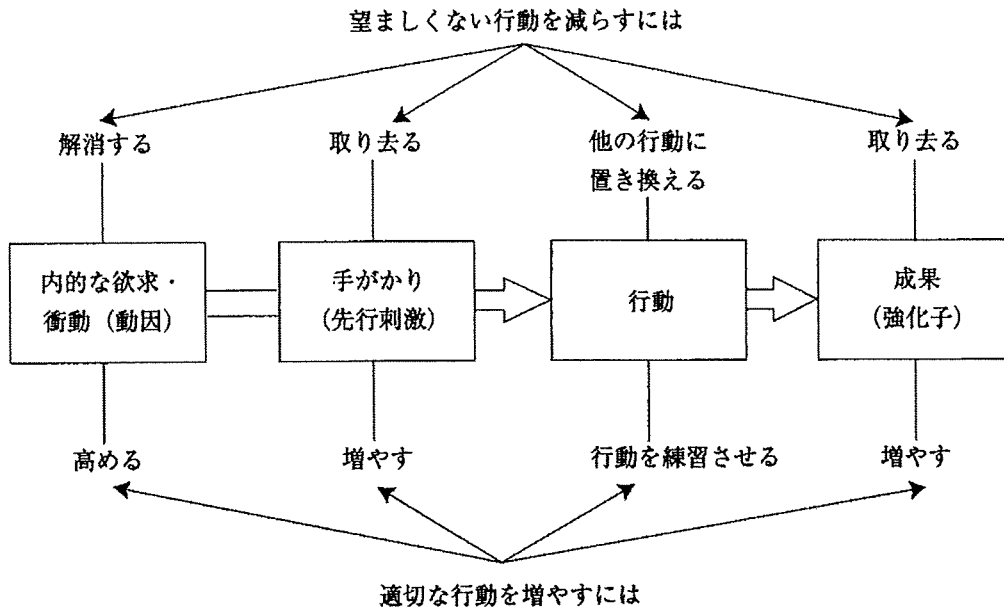 望ましくない行動を減らすには
解消する
取り去る
他の行動に
置き換える
取り去る
内的な欲求・
衝動（動因）
手がかり
（先行刺激）
行動
成果
（強化子）
高める
増やす
行動を練習させる
増やす
適切な行動を増やすには